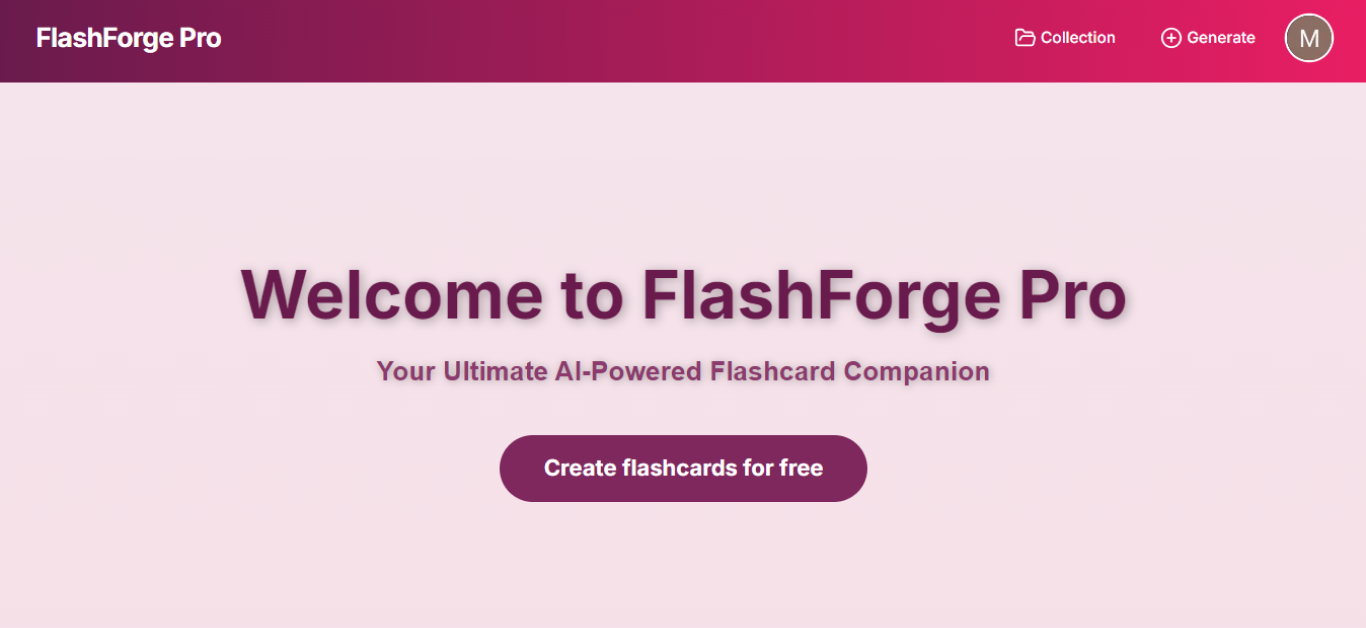 FlashForge Pro
Collection
Generate
M
Welcome to FlashForge Pro
Your Ultimate AI-Powered Flashcard Companion
Create flashcards for free